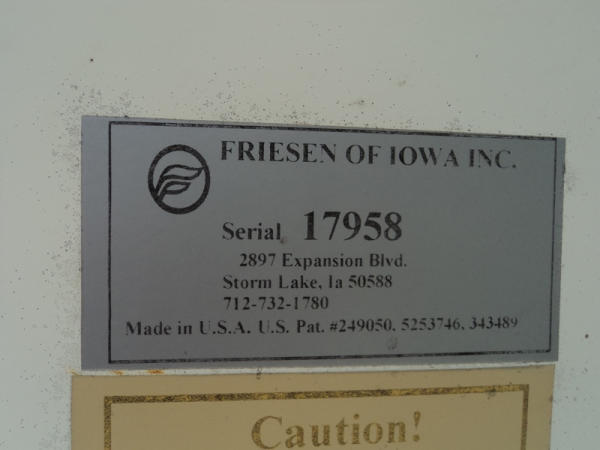 FRIESEN OF IOWA INC.
Serial 17958
2897 Expansion Blvd.
Storm Lake, Ia 50588
712-732-1780
Made in U.S.A. U.S. Pat. #249050, 5253746, 343489
Caution!